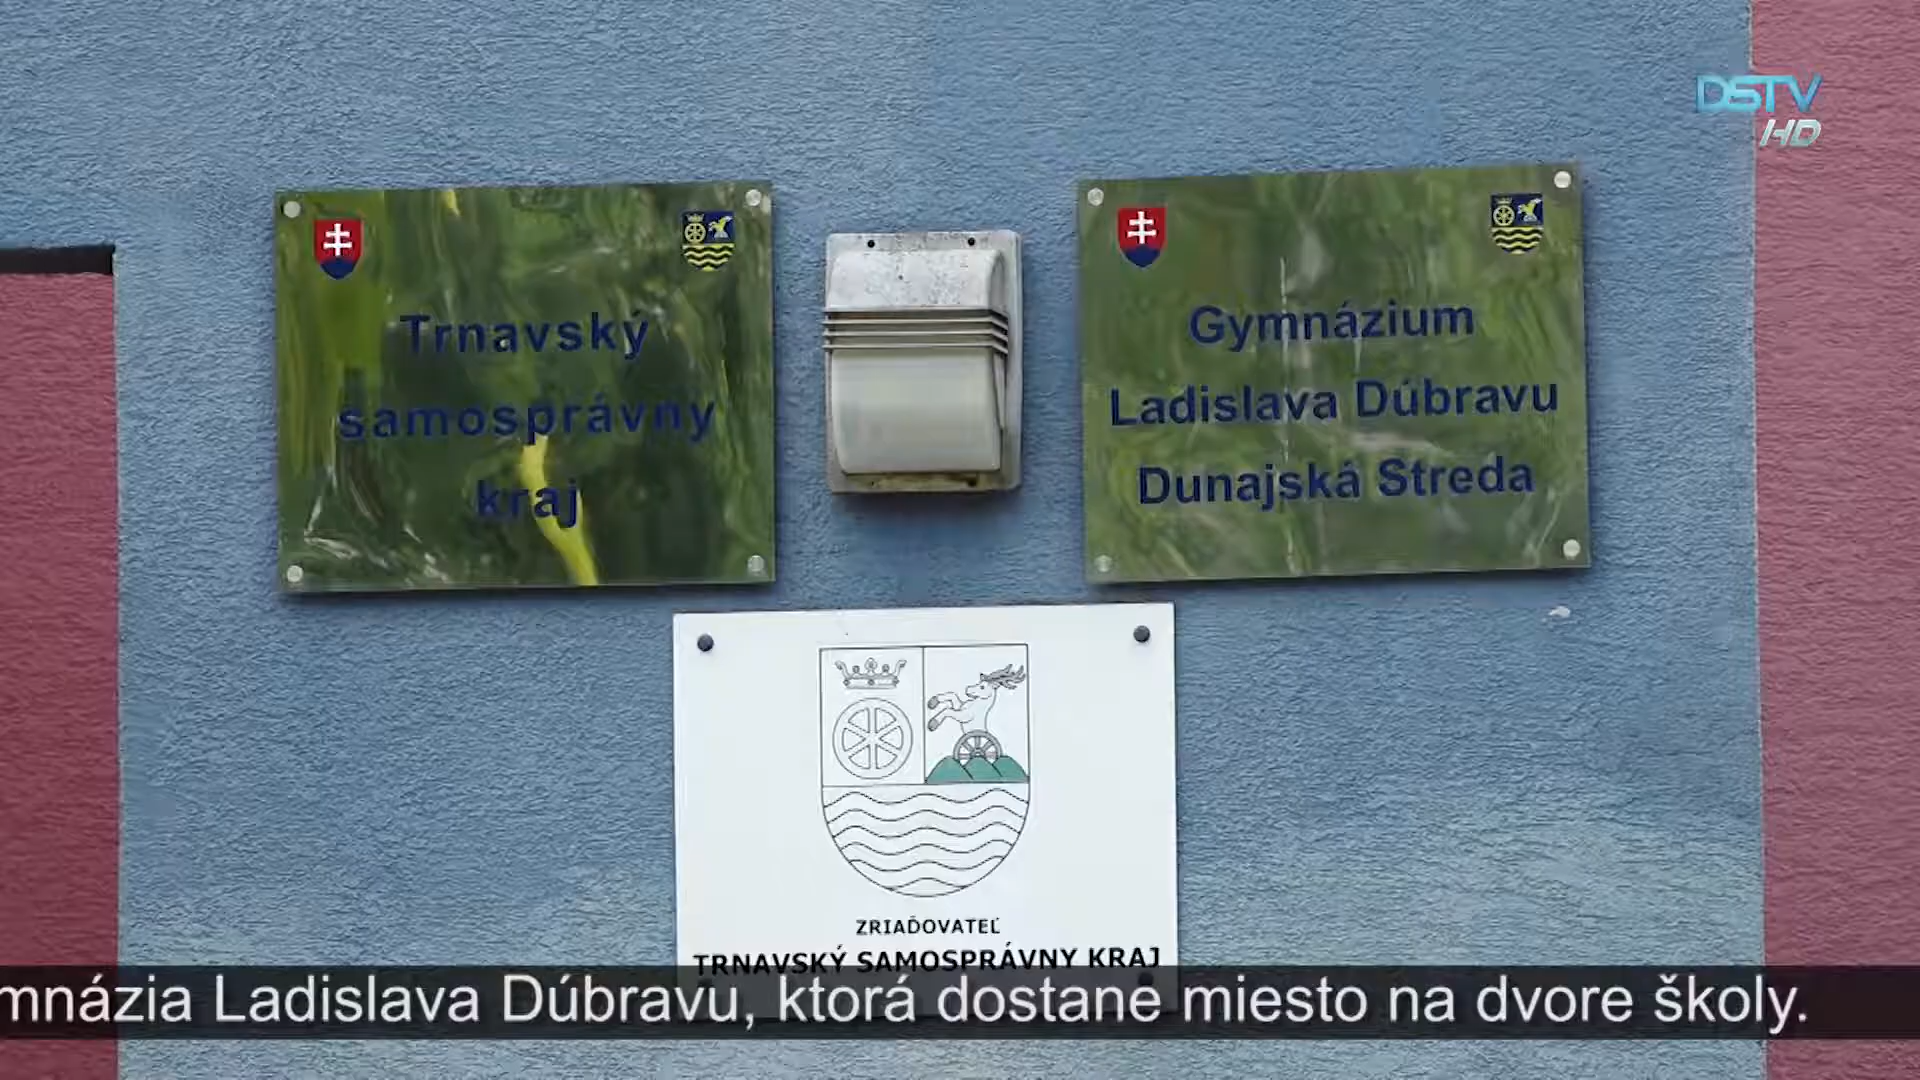 DSTV
HD
Trnavský
samosprávny
kraj
Gymnázium
Ladislava Dúbravu
Dunajská Streda
ZRIAĎOVATEĽ
TRNAVSKÝ SAMOSPRÁVNY KRAJ
mnázia Ladislava Dúbravu, ktorá dostane miesto na dvore školy.